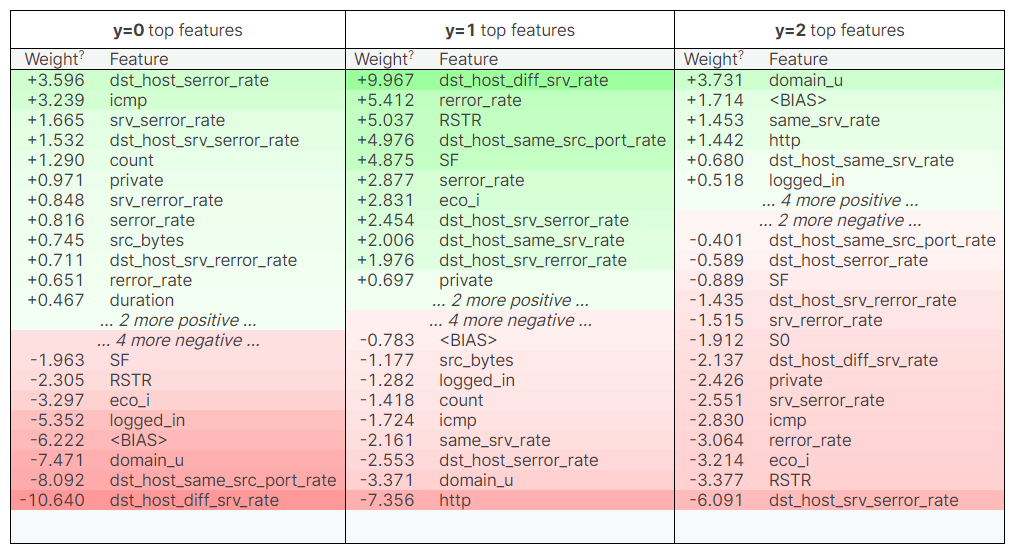 y=0 top features
Weight? Feature
+3.596 dst_host_serror_rate
+3.239 icmp
+1.665 srv_serror_rate
+1.532 dst_host_srv_serror_rate
+1.290 count
+0.971 private
+0.848 srv_rerror_rate
+0.816 serror_rate
+0.745 src_bytes
+0.711 dst_host_srv_rerror_rate
+0.651 rerror_rate
+0.467 duration
... 2 more positive ...
... 4 more negative ...
-1.963 SF
-2.305 RSTR
-3.297 eco_i
-5.352 logged_in
-6.222 <BIAS>
-7.471 domain_u
-8.092 dst_host_same_src_port_rate
-10.640 dst_host_diff_srv_rate
y=1 top features
Weight? Feature
+9.967 dst_host_diff_srv_rate
+5.412 rerror_rate
+5.037 RSTR
+4.976 dst_host_same_src_port_rate
+4.875 SF
+2.877 serror_rate
+2.831 eco_i
+2.454 dst_host_srv_serror_rate
+2.006 dst_host_same_srv_rate
+1.976 dst_host_srv_rerror_rate
+0.697 private
... 2 more positive ...
... 4 more negative ...
-0.783 <BIAS>
-1.177 src_bytes
-1.282 logged_in
-1.418 count
-1.724 icmp
-2.161 same_srv_rate
-2.553 dst_host_serror_rate
-3.371 domain_u
-7.356 http
y=2 top features
Weight? Feature
+3.731 domain_u
+1.714 <BIAS>
+1.453 same_srv_rate
+1.442 http
+0.680 dst_host_same_srv_rate
+0.518 logged_in
... 4 more positive ...
... 2 more negative ...
-0.401 dst_host_same_src_port_rate
-0.589 dst_host_serror_rate
-0.889 SF
-1.435 dst_host_srv_rerror_rate
-1.515 srv_rerror_rate
-1.912 S0
-2.137 dst_host_diff_srv_rate
-2.426 private
-2.551 srv_serror_rate
-2.830 icmp
-3.064 rerror_rate
-3.214 eco_i
-3.377 RSTR
-6.091 dst_host_srv_serror_rate